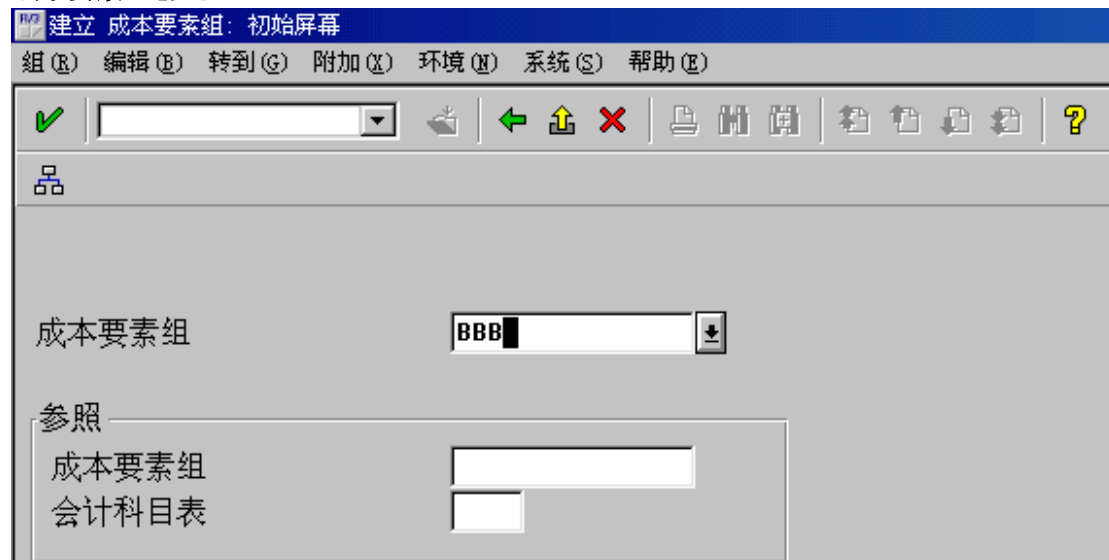 R/3 建立 成本要素组: 初始屏幕
组(R) 编辑(B) 转到(G) 附加(X) 环境(N) 系统(S) 帮助(E)
成本要素组 BBB
参照
成本要素组
会计科目表